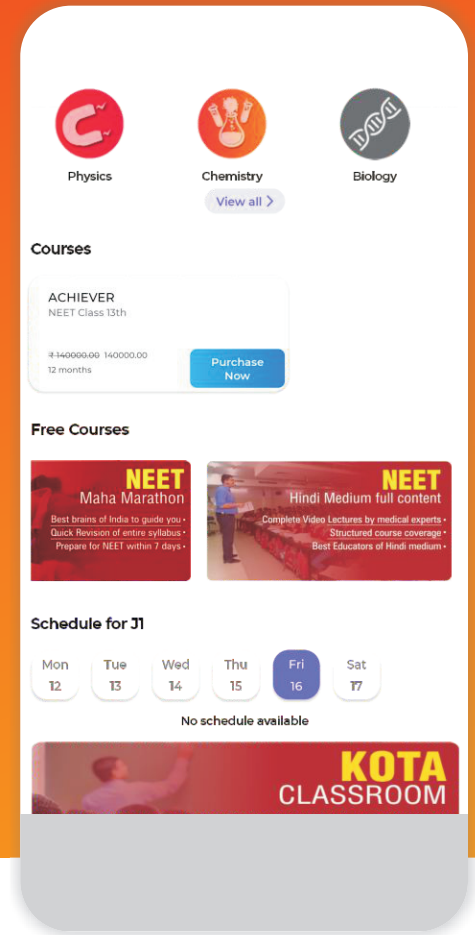 Physics
Chemistry
Biology
View all >
Courses
ACHIEVER
NEET Class 13th
₹ 140000.00 140000.00
12 months
Purchase
Now
Free Courses
NEET
Maha Marathon
Best brains of India to guide you •
Quick Revision of entire syllabus •
Prepare for NEET within 7 days •
NEET
Hindi Medium full content
Complete Video Lectures by medical experts •
Structured course coverage •
Best Educators of Hindi medium •
Schedule for J1
Mon Tue Wed Thu Fri Sat
12 13 14 15 16 17
No schedule available
KOTA
CLASSROOM